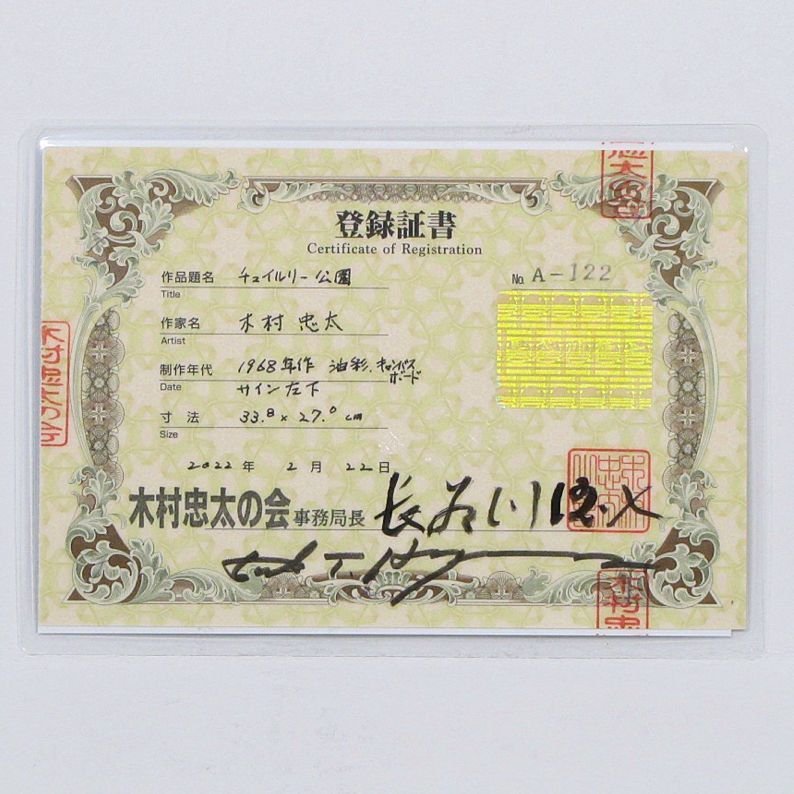 登録証書
Certificate of Registration
作品題名 チュイルリー公園
Title
No. A-122
作家名 木村忠太
Artist
制作年代 1968年作 油彩、キャンバスボード
Date サイン左下
寸法 33.8 × 27.0 cm
Size
2022年 2月 22日
木村忠太の会 事務局長 長谷川